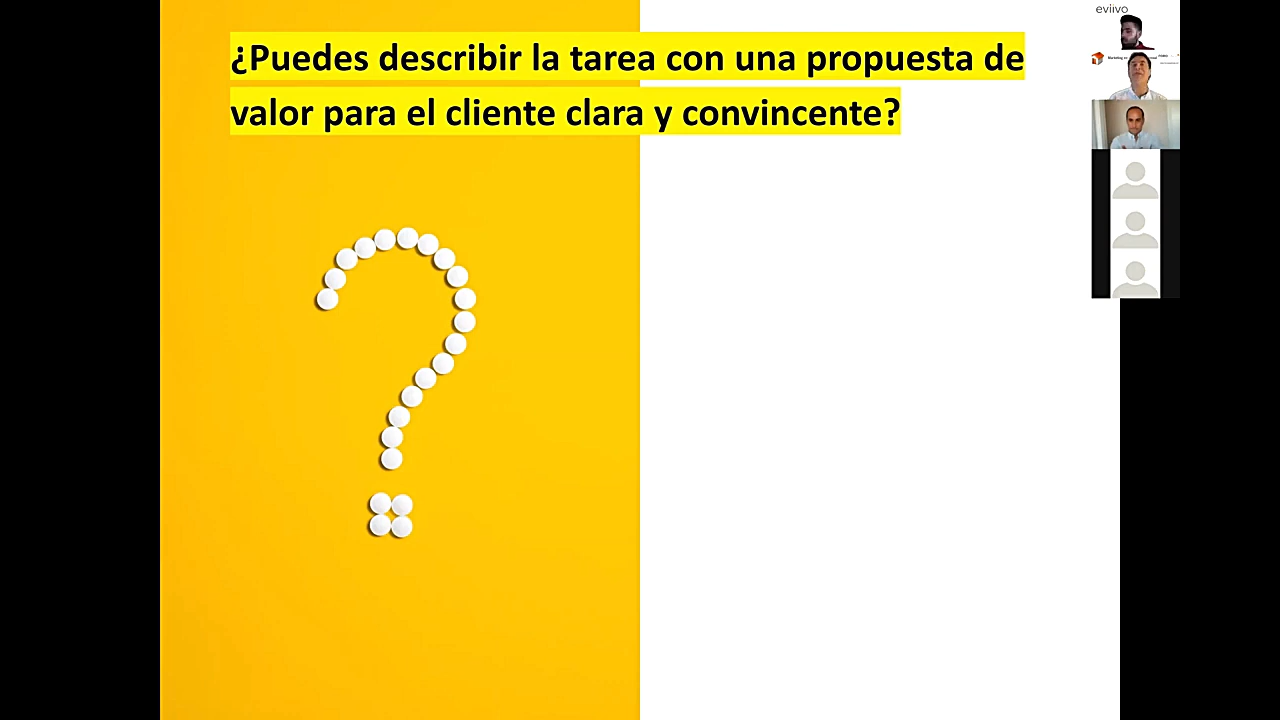 ¿Puedes describir la tarea con una propuesta de
valor para el cliente clara y convincente?
eviivo